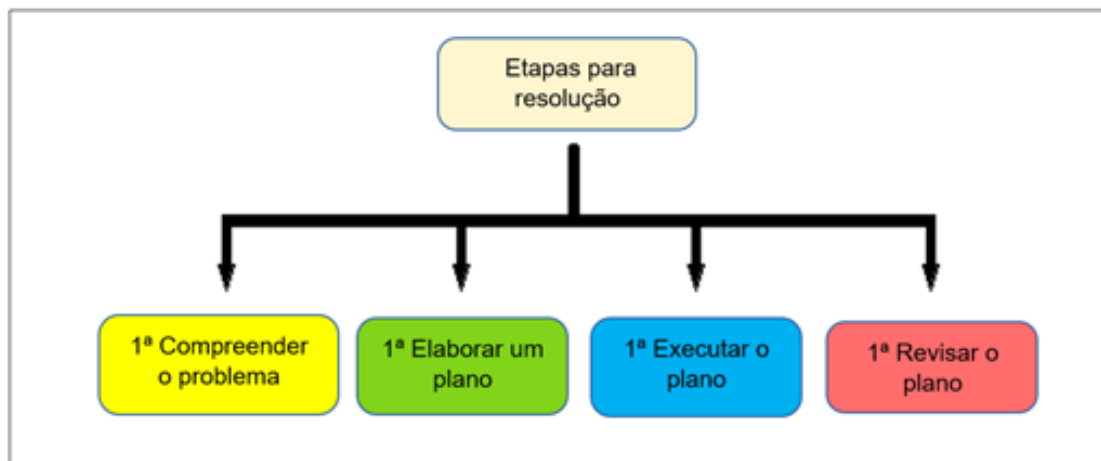 Etapas para
resolução
1ª Compreender
o problema
1ª Elaborar um
plano
1ª Executar o
plano
1ª Revisar o
plano